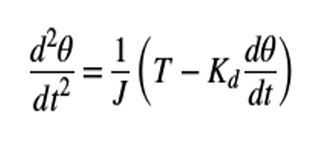 d²θ/dt² = 1/J (T − K_d dθ/dt)